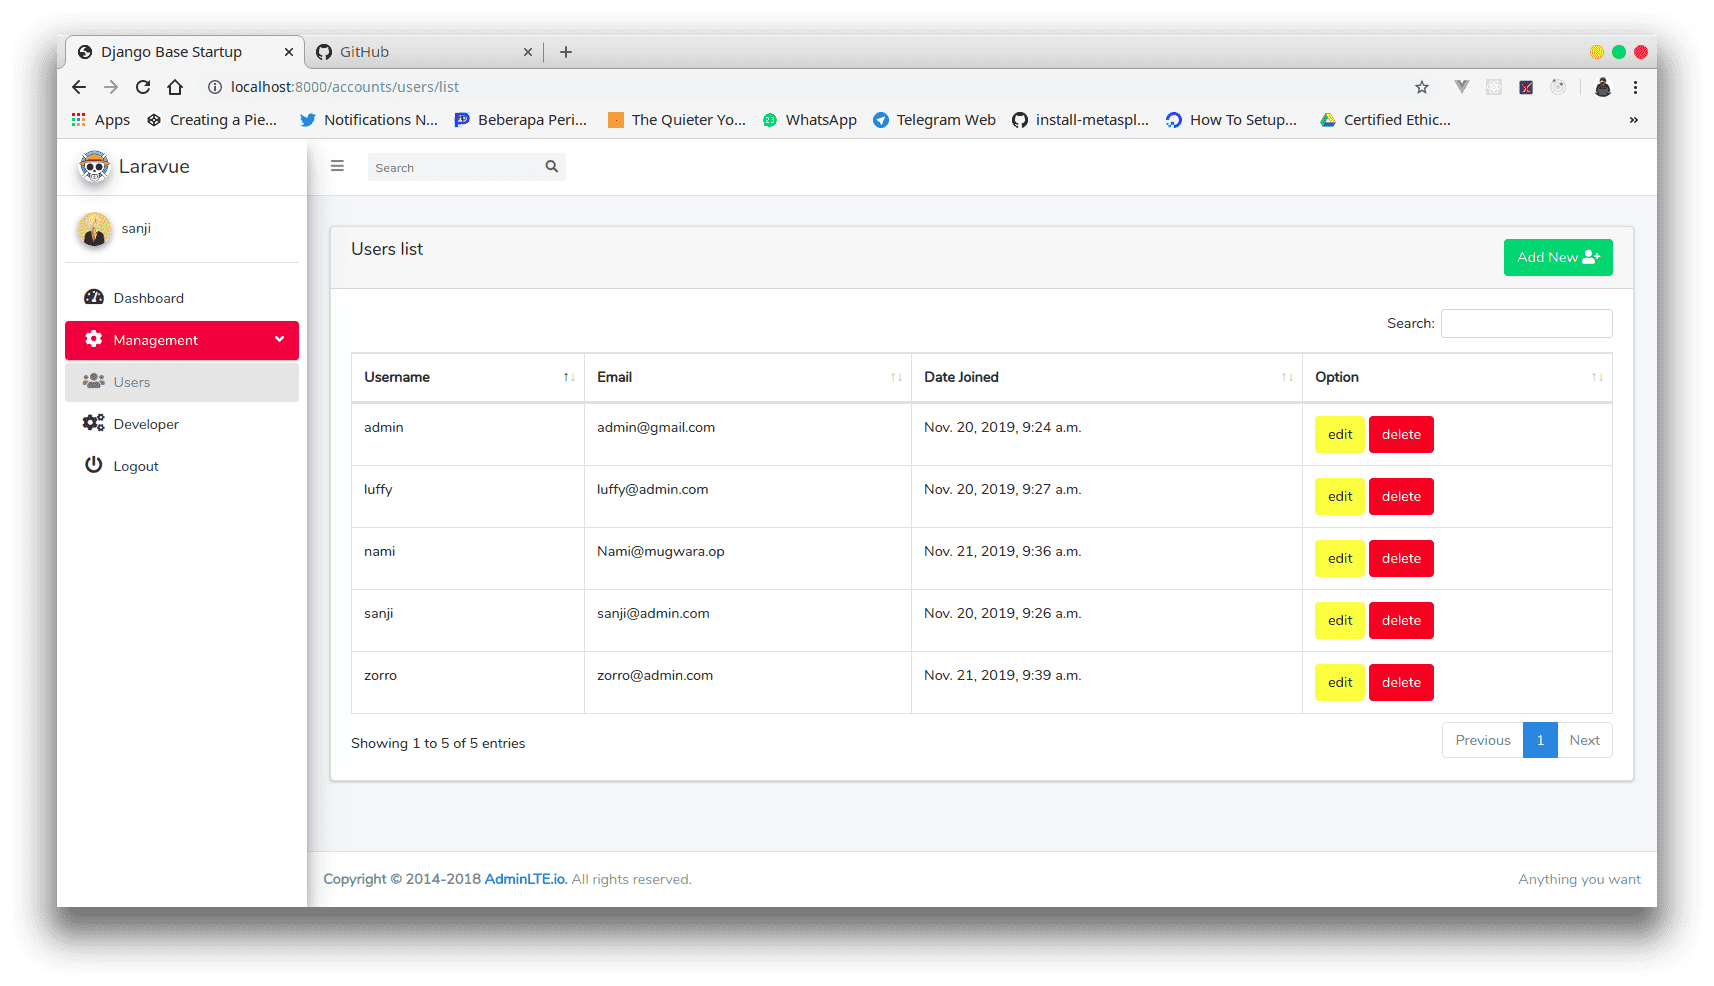 Django Base Startup
GitHub
localhost:8000/accounts/users/list
Apps Creating a Pie... Notifications N... Beberapa Peri... The Quieter Yo... 23 WhatsApp Telegram Web install-metaspl... How To Setup... Certified Ethic... »
Laravue
Search
sanji
Dashboard
Management
Users
Developer
Logout
Users list
Add New
Search:
Username Email Date Joined Option
admin admin@gmail.com Nov. 20, 2019, 9:24 a.m. edit delete
luffy luffy@admin.com Nov. 20, 2019, 9:27 a.m. edit delete
nami Nami@mugwara.op Nov. 21, 2019, 9:36 a.m. edit delete
sanji sanji@admin.com Nov. 20, 2019, 9:26 a.m. edit delete
zorro zorro@admin.com Nov. 21, 2019, 9:39 a.m. edit delete
Showing 1 to 5 of 5 entries
Previous 1 Next
Copyright © 2014-2018 AdminLTE.io. All rights reserved.
Anything you want